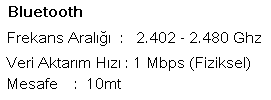 Bluetooth
Frekans Aralığı : 2.402 - 2.480 Ghz
Veri Aktarım Hızı : 1 Mbps (Fiziksel)
Mesafe : 10mt